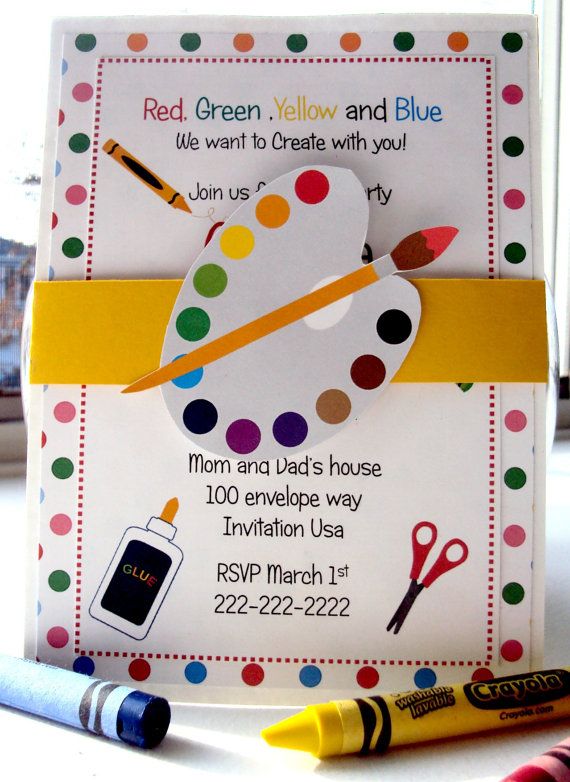 Red, Green ,Yellow and Blue
We want to Create with you!
Join us
Mom and Dad's house
100 envelope way
Invitation Usa
GLUE
RSVP March 1st
222-222-2222
washable
lavable
Crayola
Crayola.com